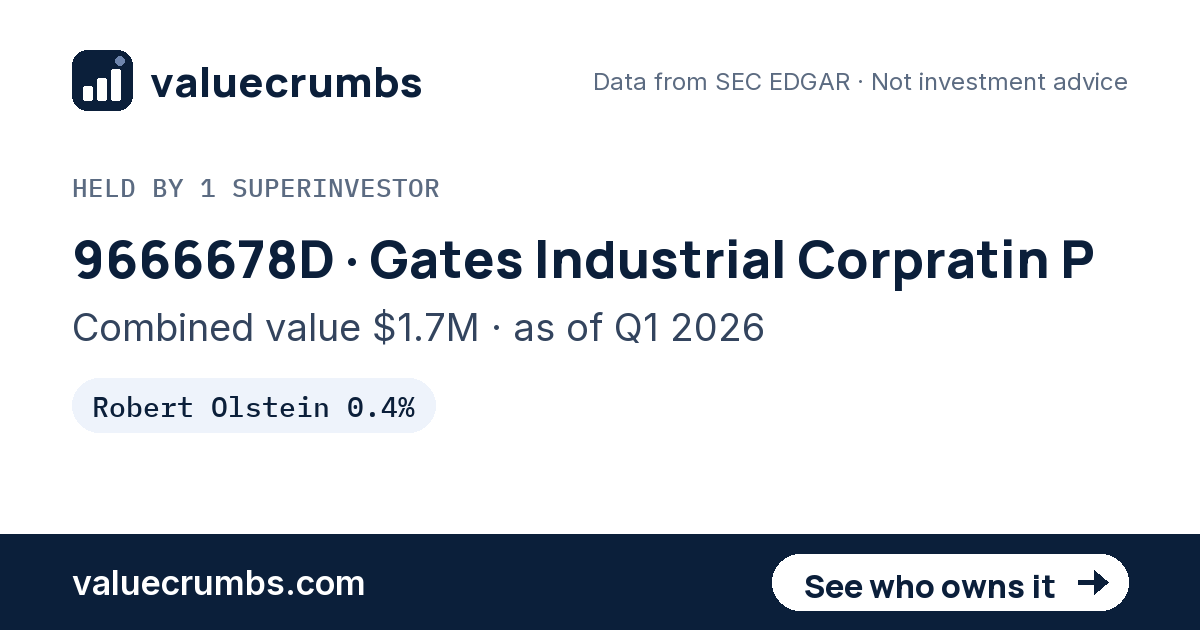 valuecrumbs
Data from SEC EDGAR · Not investment advice
HELD BY 1 SUPERINVESTOR
9666678D · Gates Industrial Corpratin P
Combined value $1.7M · as of Q1 2026
Robert Olstein 0.4%
valuecrumbs.com
See who owns it →